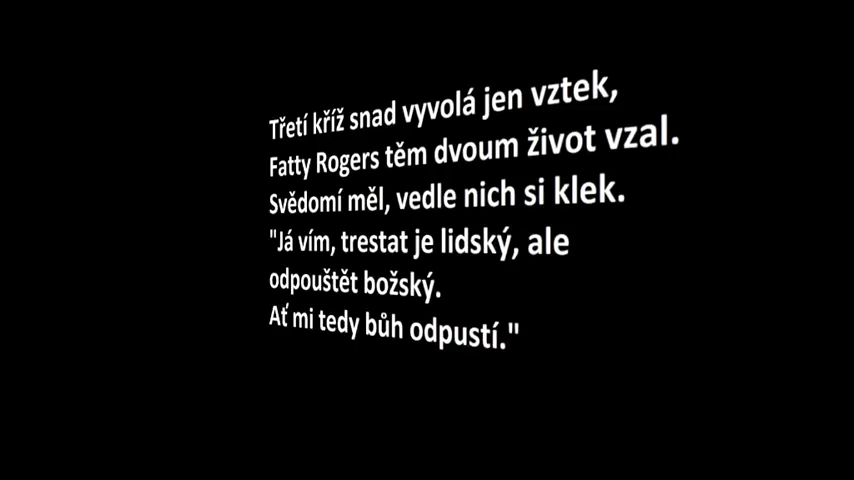 Třetí kříž snad vyvolá jen vztek,
Fatty Rogers těm dvoum život vzal.
Svědomí měl, vedle nich si klek.
"Já vím, trestat je lidský, ale
odpouštět božský.
Ať mi tedy bůh odpustí."